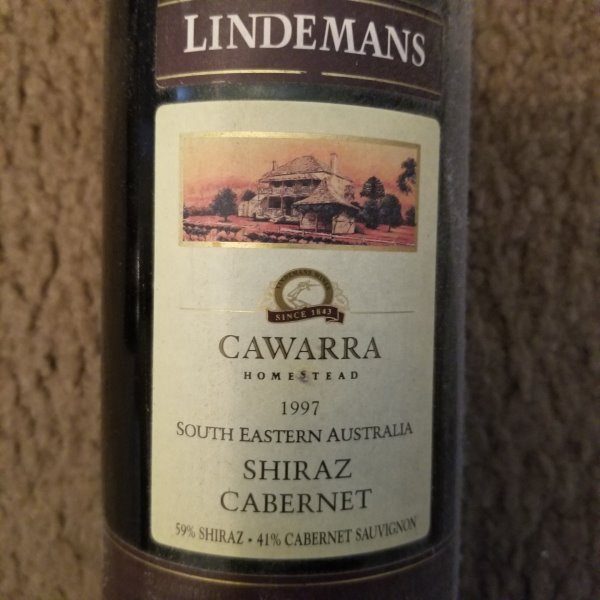 LINDEMANS
SINCE 1843
CAWARRA
HOMESTEAD
1997
SOUTH EASTERN AUSTRALIA
SHIRAZ
CABERNET
59% SHIRAZ • 41% CABERNET SAUVIGNON